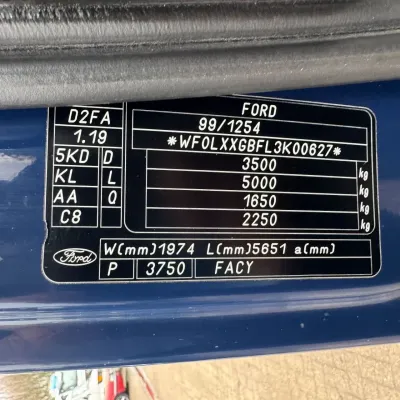 FORD
D2FA
99/1254
1.19
*WF0LXXGBFL3K00627*
5KD D 3500 kg
KL L 5000 kg
AA Q 1650 kg
C8 2250 kg
Ford W(mm)1974 L(mm)5651 a(mm)
P 3750 FACY